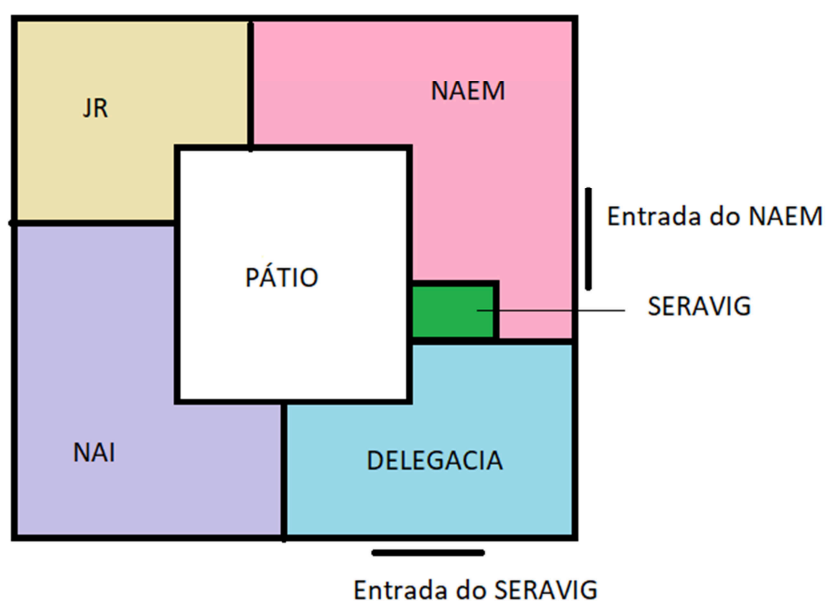 NAEM
JR
Entrada do NAEM
PÁTIO
SERAVIG
NAI
DELEGACIA
Entrada do SERAVIG